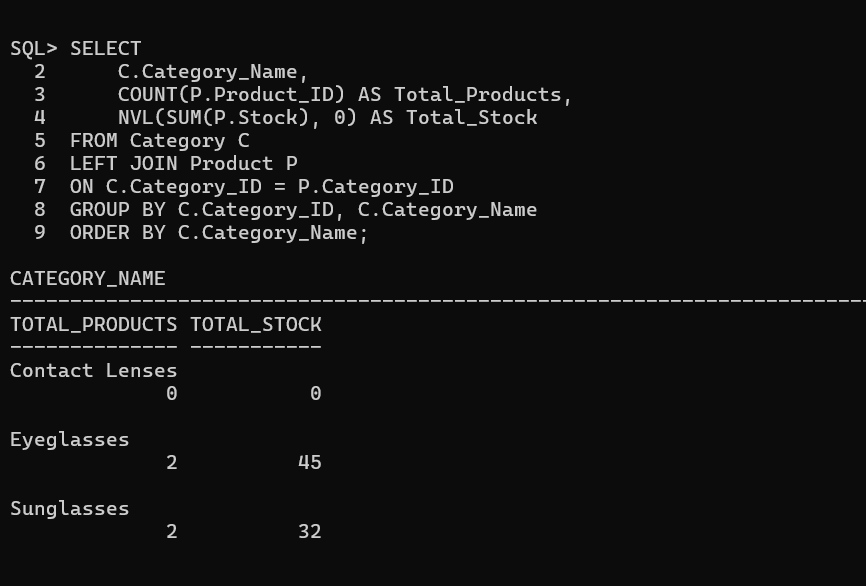 SQL> SELECT
  2      C.Category_Name,
  3      COUNT(P.Product_ID) AS Total_Products,
  4      NVL(SUM(P.Stock), 0) AS Total_Stock
  5  FROM Category C
  6  LEFT JOIN Product P
  7  ON C.Category_ID = P.Category_ID
  8  GROUP BY C.Category_ID, C.Category_Name
  9  ORDER BY C.Category_Name;

CATEGORY_NAME
--------------------------------------------------------------------------------
TOTAL_PRODUCTS TOTAL_STOCK
-------------- -----------
Contact Lenses
             0           0

Eyeglasses
             2          45

Sunglasses
             2          32